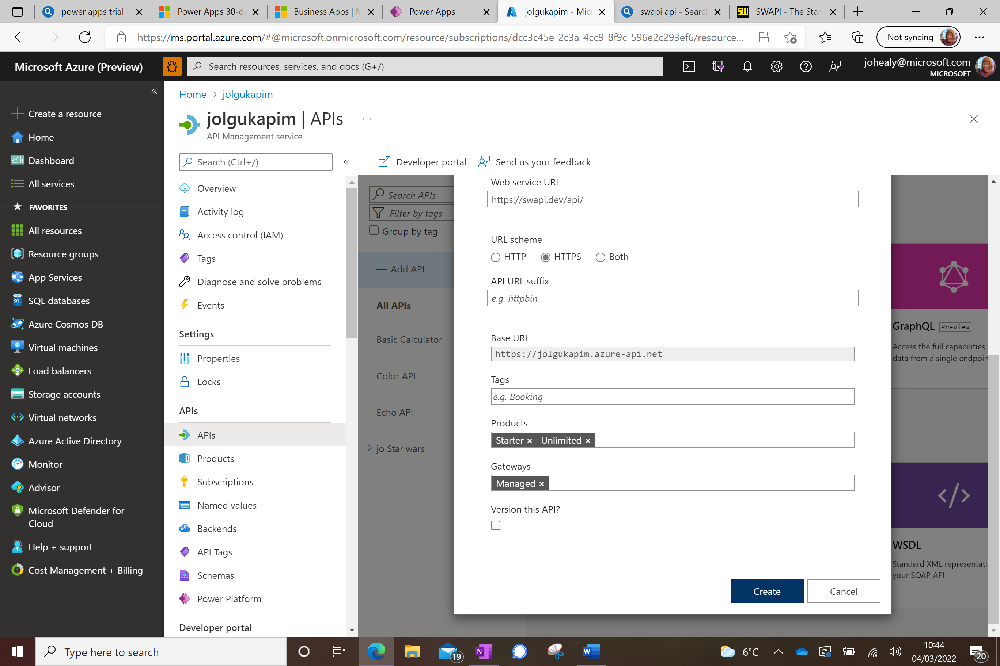 power apps trial -
Power Apps 30-da
Business Apps | M
Power Apps
jolgukapim - Micr
swapi api - Search
SWAPI - The Star
https://ms.portal.azure.com/#@microsoft.onmicrosoft.com/resource/subscriptions/dcc3c45e-2c3a-4cc9-8f9c-596e2c293ef6/resource...
Not syncing
Microsoft Azure (Preview)
Search resources, services, and docs (G+/)
johealy@microsoft.com
MICROSOFT
Create a resource
Home
Dashboard
All services
FAVORITES
All resources
Resource groups
App Services
SQL databases
Azure Cosmos DB
Virtual machines
Load balancers
Storage accounts
Virtual networks
Azure Active Directory
Monitor
Advisor
Microsoft Defender for
Cloud
Help + support
Cost Management + Billing
Home > jolgukapim
jolgukapim | APIs
API Management service
Search (Ctrl+/)
Overview
Activity log
Access control (IAM)
Tags
Diagnose and solve problems
Events
Settings
Properties
Locks
APIs
APIs
Products
Subscriptions
Named values
Backends
API Tags
Schemas
Power Platform
Developer portal
Developer portal
Send us your feedback
Search APIs
Filter by tags
Group by tag
Add API
All APIs
Basic Calculator
Color API
Echo API
jo Star wars
Web service URL
https://swapi.dev/api/
URL scheme
HTTP HTTPS Both
API URL suffix
e.g. httpbin
Base URL
https://jolgukapim.azure-api.net
Tags
e.g. Booking
Products
Starter × Unlimited ×
Gateways
Managed ×
Version this API?
Create
Cancel
GraphQL Preview
Access the full capabilities
data from a single endpoin
WSDL
Standard XML representati
your SOAP API
Type here to search
19
6°C
10:44
04/03/2022
20